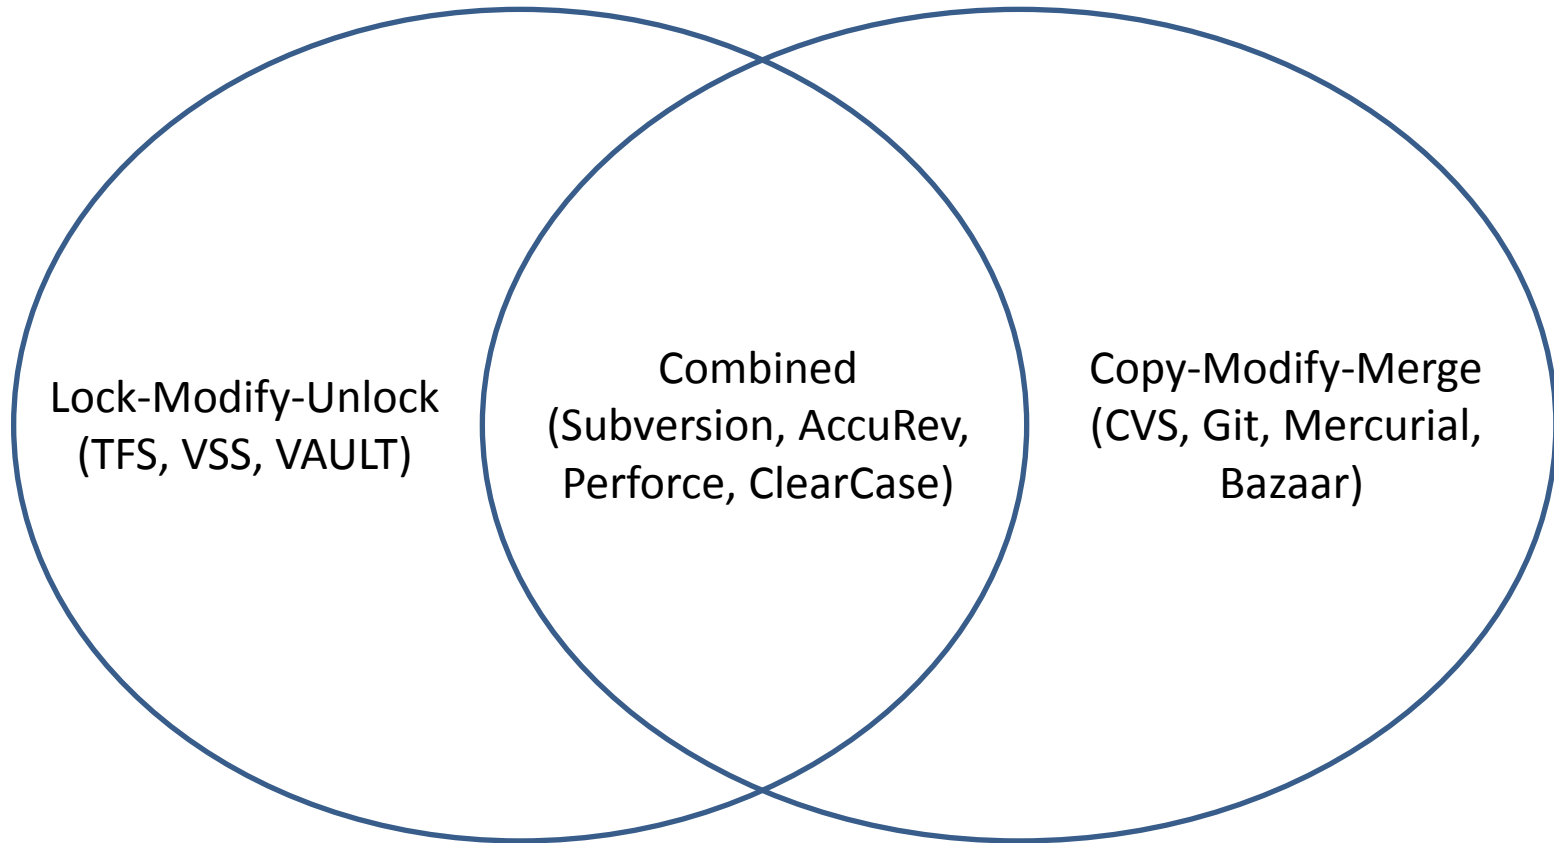 Lock-Modify-Unlock
(TFS, VSS, VAULT)
Combined
(Subversion, AccuRev,
Perforce, ClearCase)
Copy-Modify-Merge
(CVS, Git, Mercurial,
Bazaar)